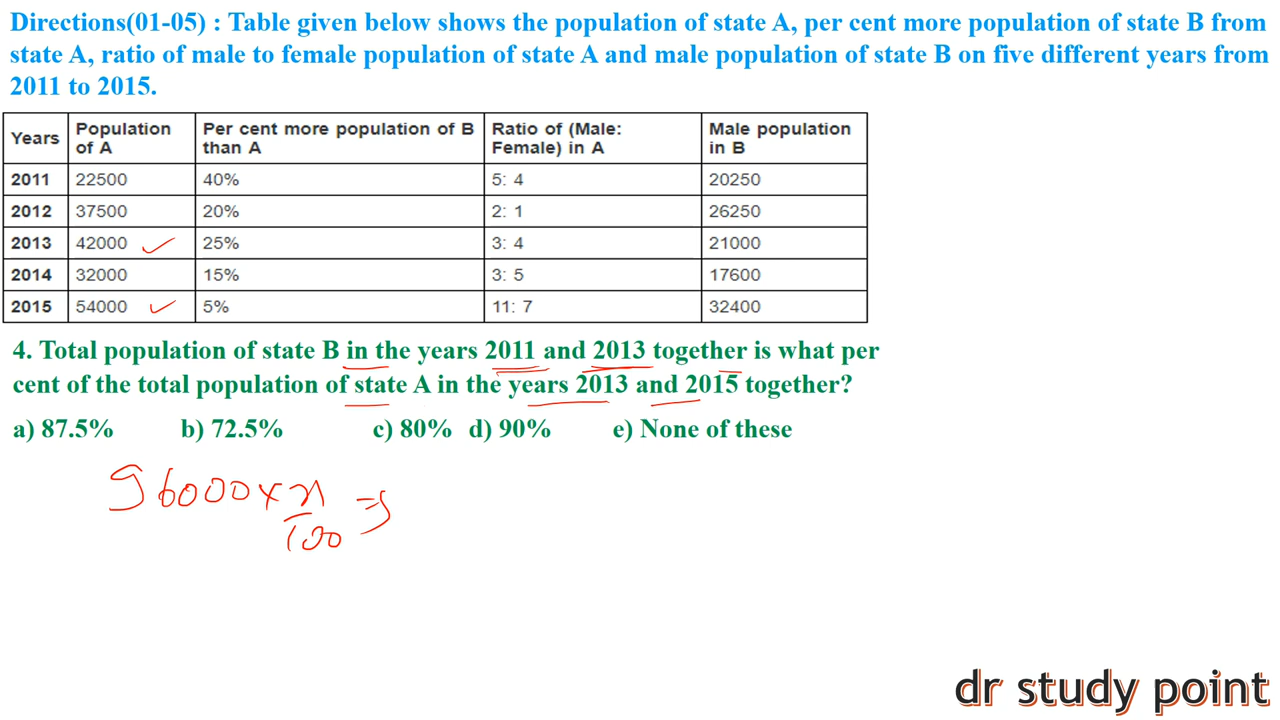 Directions(01-05) : Table given below shows the population of state A, per cent more population of state B from
state A, ratio of male to female population of state A and male population of state B on five different years from
2011 to 2015.
Years Population of A Per cent more population of B than A Ratio of (Male: Female) in A Male population in B
2011 22500 40% 5: 4 20250
2012 37500 20% 2: 1 26250
2013 42000 25% 3: 4 21000
2014 32000 15% 3: 5 17600
2015 54000 5% 11: 7 32400
4. Total population of state B in the years 2011 and 2013 together is what per
cent of the total population of state A in the years 2013 and 2015 together?
a) 87.5% b) 72.5% c) 80% d) 90% e) None of these
96000 × x/100 ⇒
dr study point